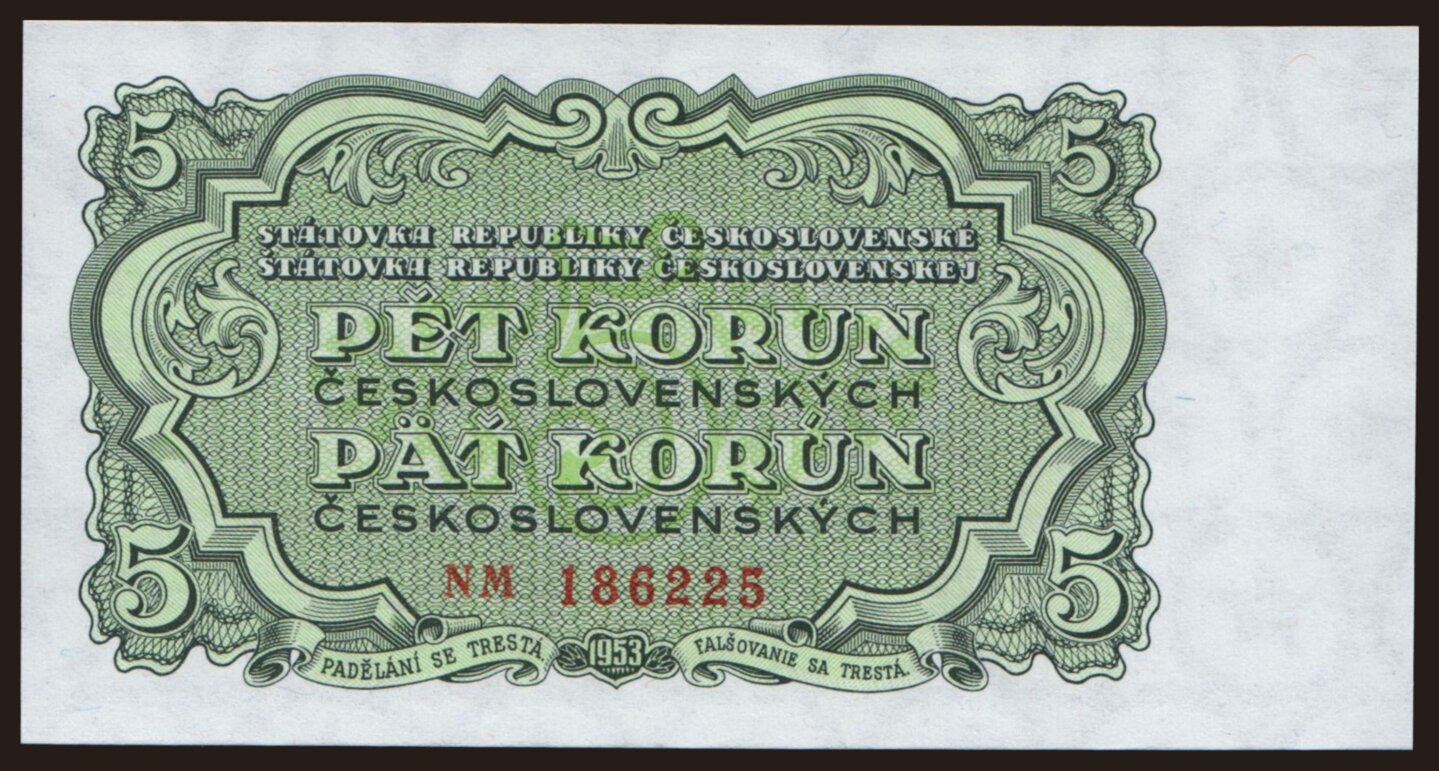 5 5
STÁTOVKA REPUBLIKY ČESKOSLOVENSKÉ
ŠTÁTOVKA REPUBLIKY ČESKOSLOVENSKEJ
PĚT KORUN
ČESKOSLOVENSKÝCH
PÄŤ KORÚN
ČESKOSLOVENSKÝCH
5 5
NM 186225
PADĚLÁNÍ SE TRESTÁ. 1953 FALŠOVANIE SA TRESTÁ.